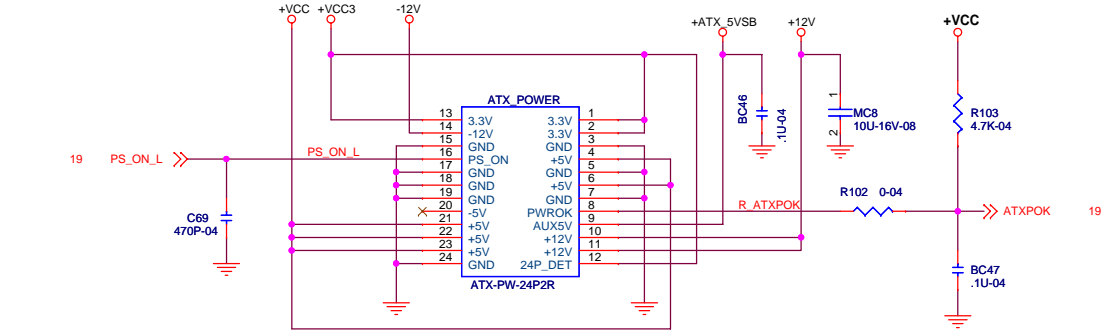 +VCC +VCC3 -12V +ATX_5VSB +12V +VCC
ATX_POWER
BC46
.1U-04
1
MC8
10U-16V-08
2
R103
4.7K-04
13 3.3V 3.3V 1
14 -12V 3.3V 2
15 GND GND 3
19 PS_ON_L PS_ON_L 16 PS_ON +5V 4
17 GND GND 5
18 GND +5V 6
19 GND GND 7
20 -5V PWROK 8 R_ATXPOK R102 0-04 ATXPOK 19
21 +5V AUX5V 9
22 +5V +12V 10
23 +5V +12V 11
24 GND 24P_DET 12
C69
470P-04
ATX-PW-24P2R
BC47
.1U-04